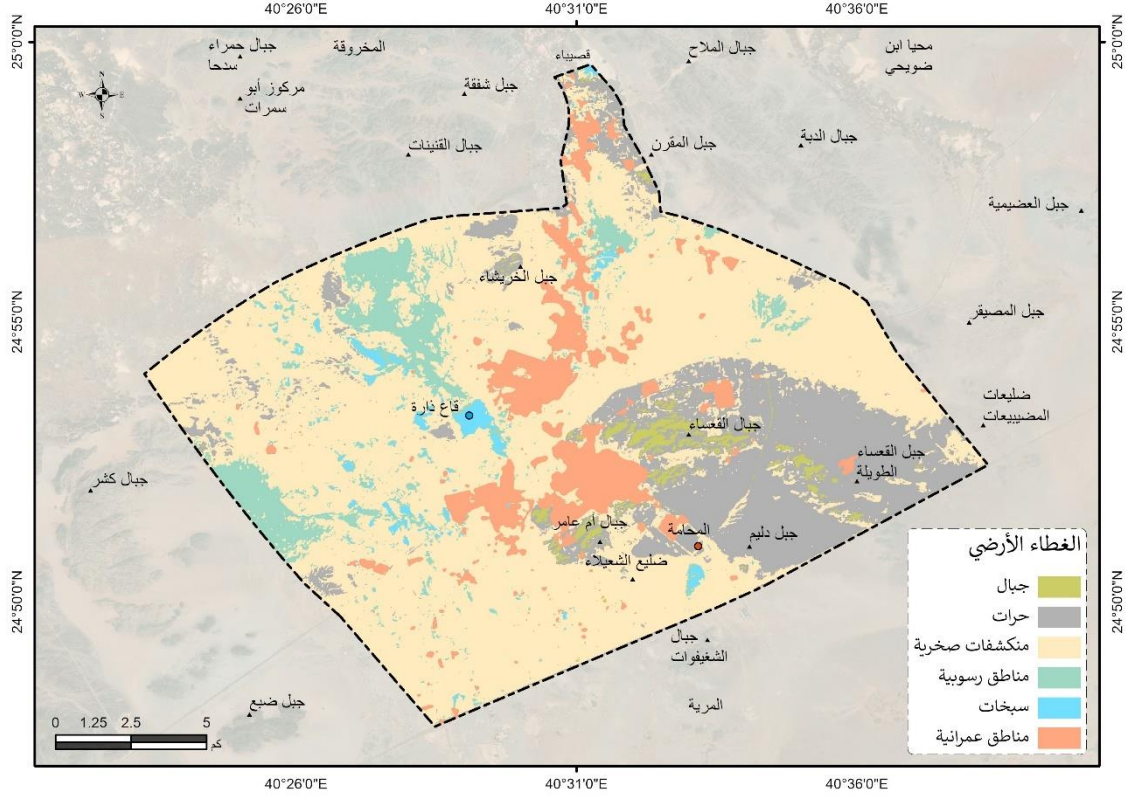 40°26'0"E
40°31'0"E
40°36'0"E
25°0'0"N
25°0'0"N
جبال حمراء
سدحا
المخروقة
قصيباء
جبال الملاح
محيا ابن
ضويحي
مركوز أبو
سمرات
جبل شفقة
N
W
E
S
جبال القنينات
جبل المقرن
جبال الدبة
جبل العضيمية
جبل الخريشاء
24°55'0"N
24°55'0"N
جبل المصيقر
قاع ذارة
جبال القعساء
ضليعات
المضيبيعات
جبل القعساء
الطويلة
جبال كشر
جبال أم عامر
المحامة
جبل دليم
ضليع الشعيلاء
24°50'0"N
24°50'0"N
جبال
الشغيفوات
جبل ضبع
المرية
الغطاء الأرضي
جبال
حرات
منكشفات صخرية
مناطق رسوبية
سبخات
مناطق عمرانية
0 1.25 2.5 5
كم
40°26'0"E
40°31'0"E
40°36'0"E